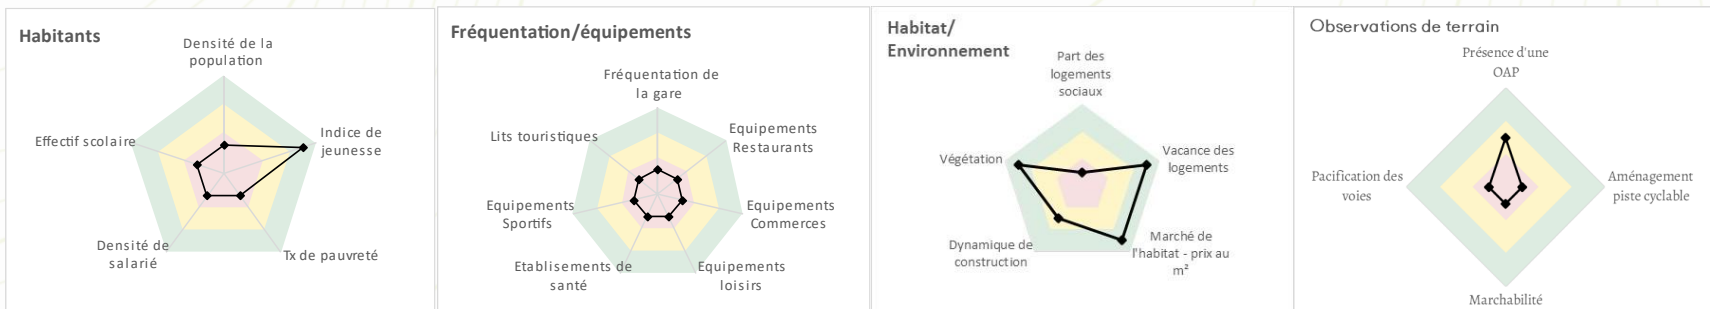 Habitants
Densité de la
population
Effectif scolaire
Indice de
jeunesse
Densité de
salarié
Tx de pauvreté
Fréquentation/équipements
Fréquentation de
la gare
Lits touristiques
Equipements
Restaurants
Equipements
Sportifs
Equipements
Commerces
Etablisements de
santé
Equipements
loisirs
Habitat/
Environnement
Part des
logements
sociaux
Végétation
Vacance des
logements
Dynamique de
construction
Marché de
l'habitat - prix au
m²
Observations de terrain
Présence d'une
OAP
Pacification des
voies
Aménagement
piste cyclable
Marchabilité